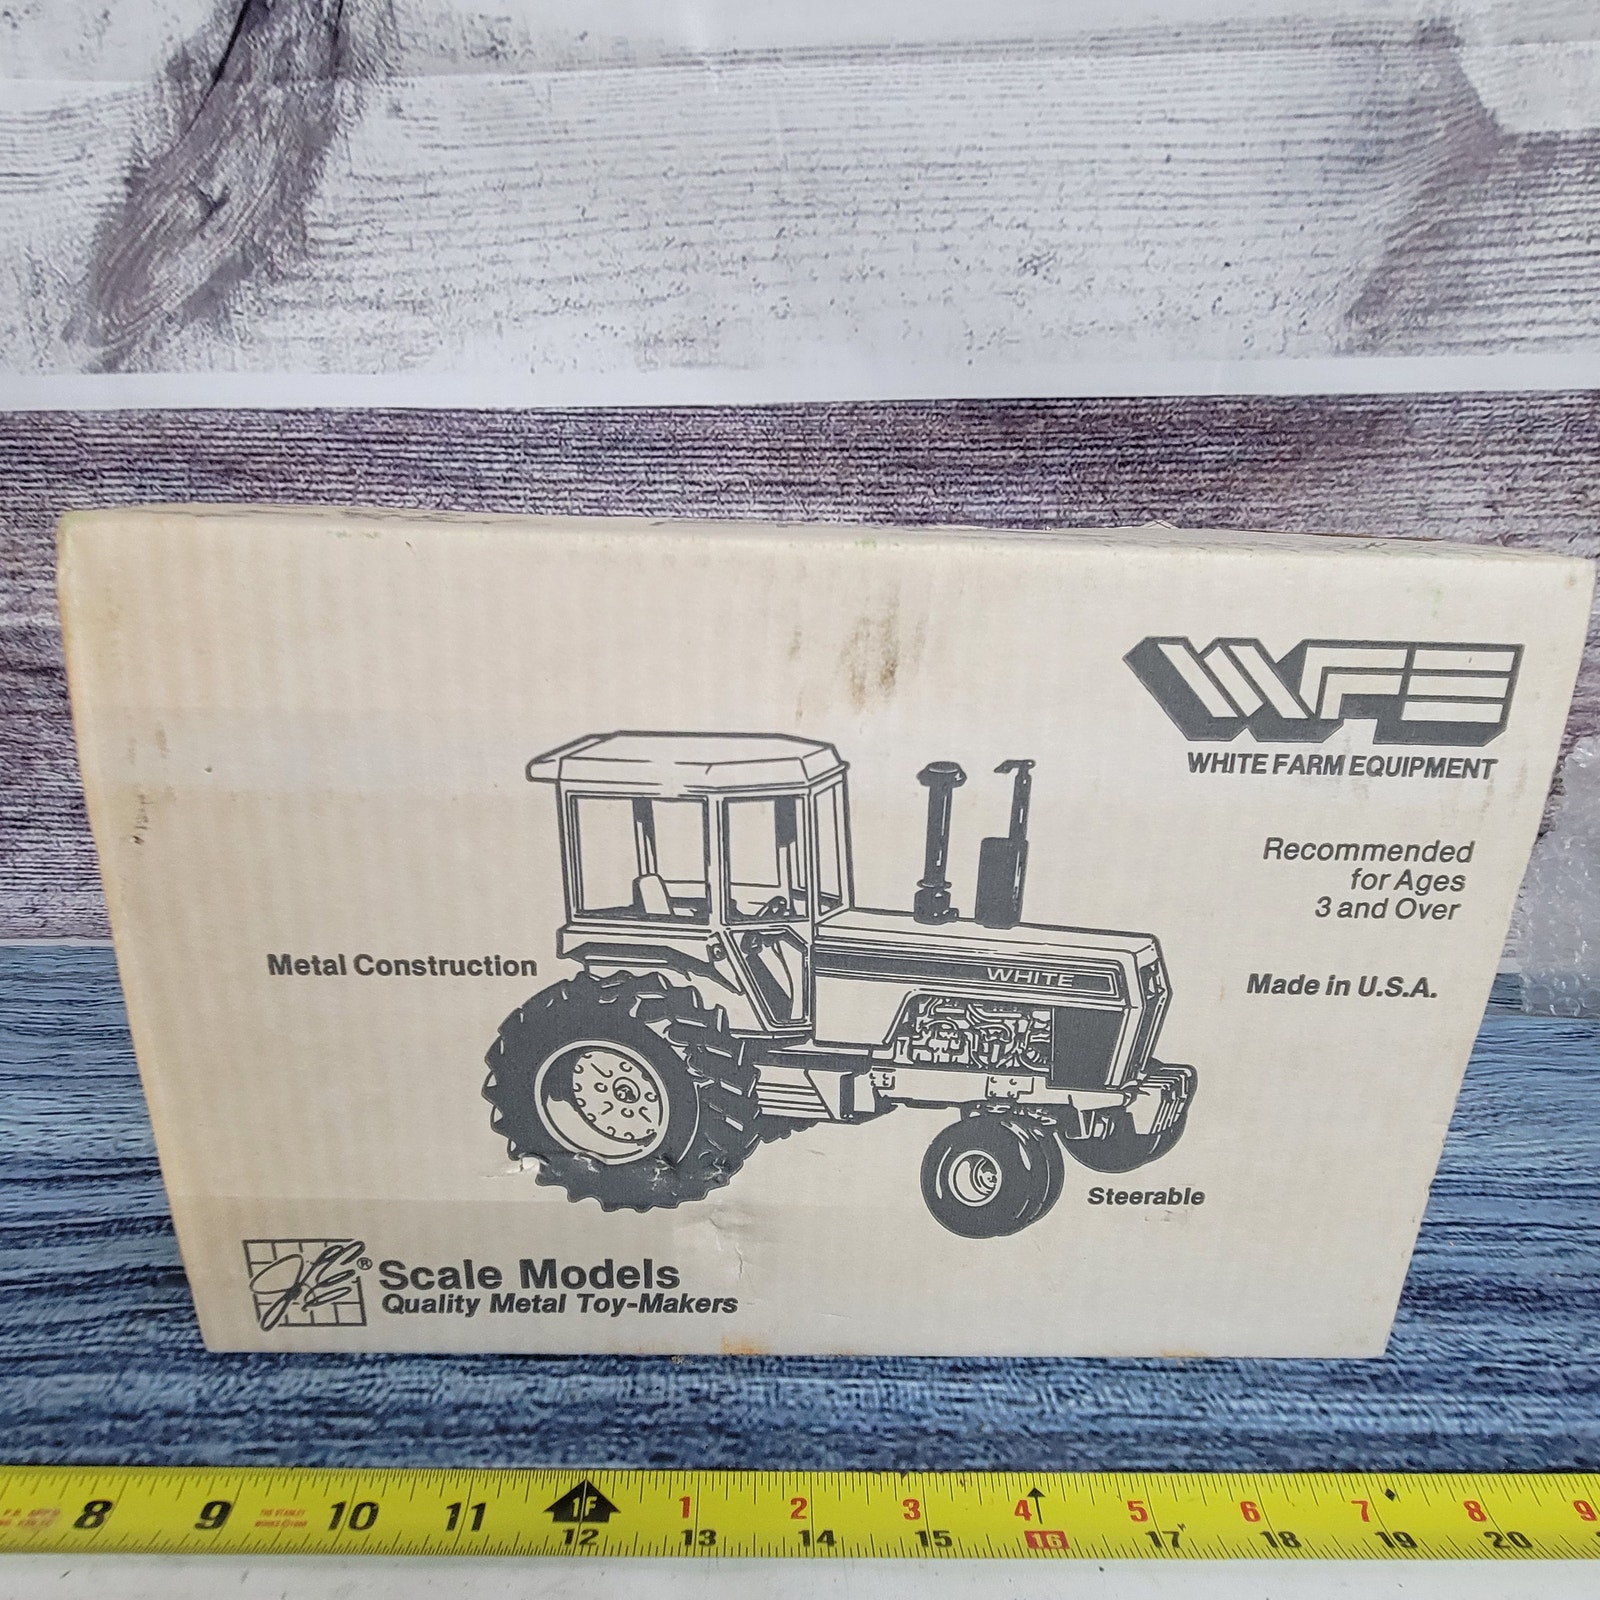 WFE
WHITE FARM EQUIPMENT
Recommended
for Ages
3 and Over
Metal Construction
WHITE
Made in U.S.A.
Steerable
JLE®
Scale Models
Quality Metal Toy-Makers
1F
1 2 3 4 5 6 7 8 9
8 9 10 11 12 13 14 15 16 17 18 19 20